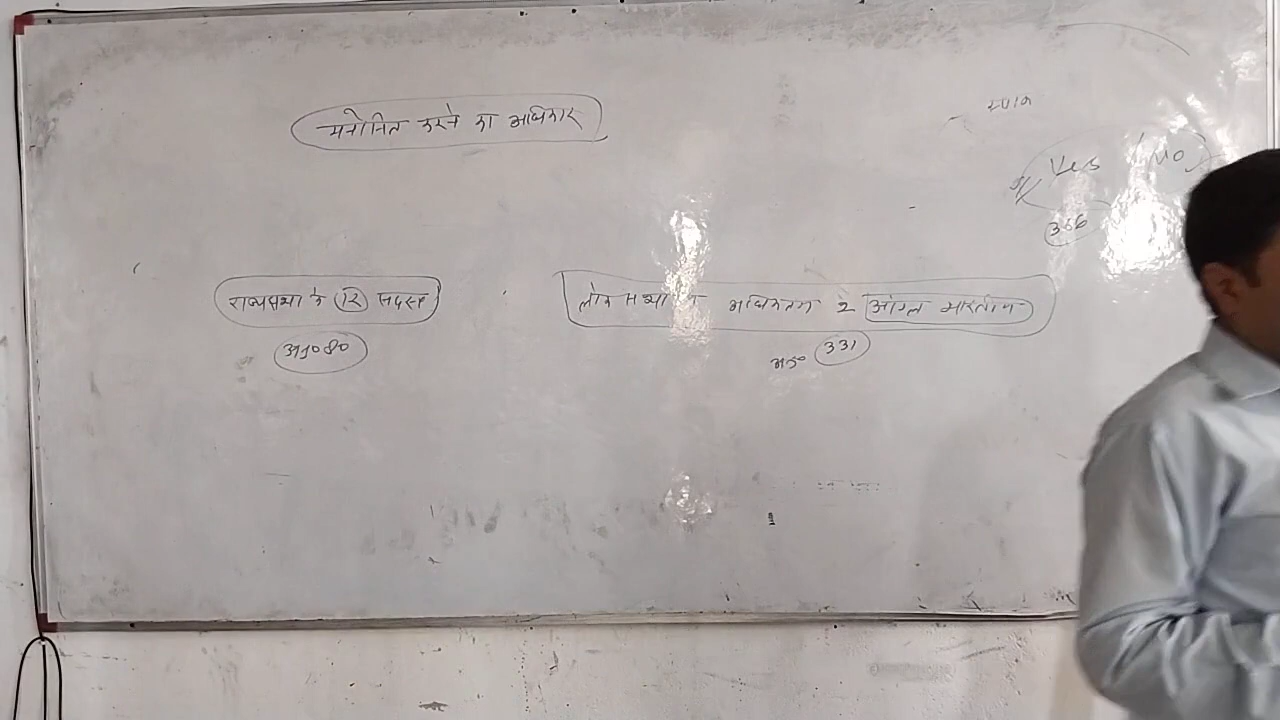 मनोनित करने का अधिकार
Yes / No
366
राज्यसभा के 12 सदस्य
लोकसभा अधिकतम 2 आंग्ल भारतीय
अनु० 80
अनु० 331